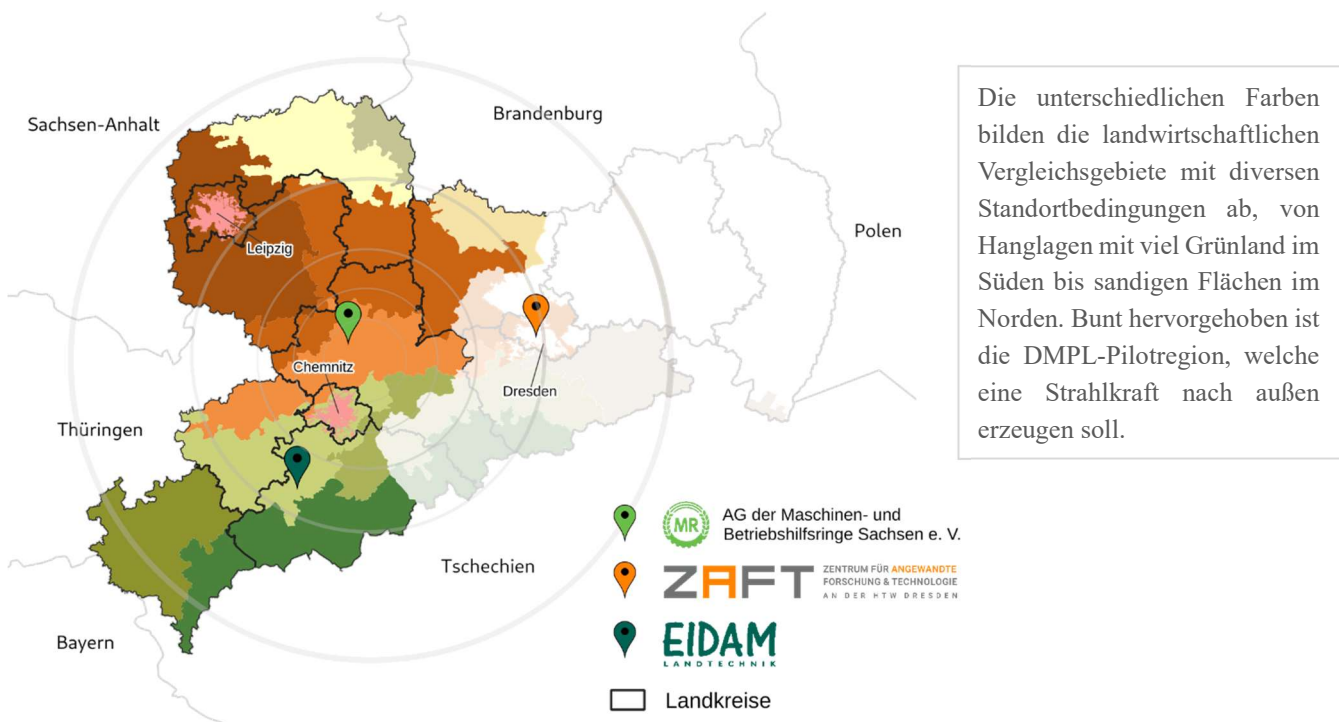 Sachsen-Anhalt
Brandenburg
Polen
Leipzig
Chemnitz
Dresden
Thüringen
Tschechien
Bayern
MR
AG der Maschinen- und
Betriebshilfsringe Sachsen e. V.
ZAFT
ZENTRUM FÜR ANGEWANDTE
FORSCHUNG & TECHNOLOGIE
AN DER HTW DRESDEN
EIDAM
LANDTECHNIK
Landkreise
Die unterschiedlichen Farben
bilden die landwirtschaftlichen
Vergleichsgebiete mit diversen
Standortbedingungen ab, von
Hanglagen mit viel Grünland im
Süden bis sandigen Flächen im
Norden. Bunt hervorgehoben ist
die DMPL-Pilotregion, welche
eine Strahlkraft nach außen
erzeugen soll.